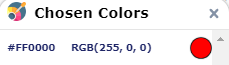 Chosen Colors
#FF0000 RGB(255, 0, 0)